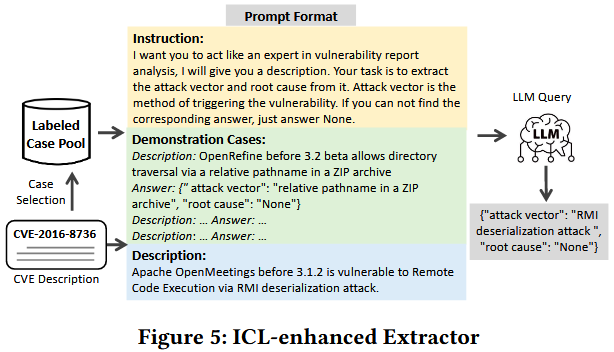 Prompt Format
Instruction:
I want you to act like an expert in vulnerability report
analysis, I will give you a description. Your task is to extract
the attack vector and root cause from it. Attack vector is the
method of triggering the vulnerability. If you can not find the
corresponding answer, just answer None.
Labeled
Case Pool
Case
Selection
CVE-2016-8736
CVE Description
Demonstration Cases:
Description: OpenRefine before 3.2 beta allows directory
traversal via a relative pathname in a ZIP archive
Answer: {" attack vector": "relative pathname in a ZIP
archive", "root cause": "None"}
Description: ... Answer: ...
Description: ... Answer: ...
Description:
Apache OpenMeetings before 3.1.2 is vulnerable to Remote
Code Execution via RMI deserialization attack.
LLM Query
LLM
{"attack vector": "RMI
deserialization attack ",
"root cause": "None"}
Figure 5: ICL-enhanced Extractor